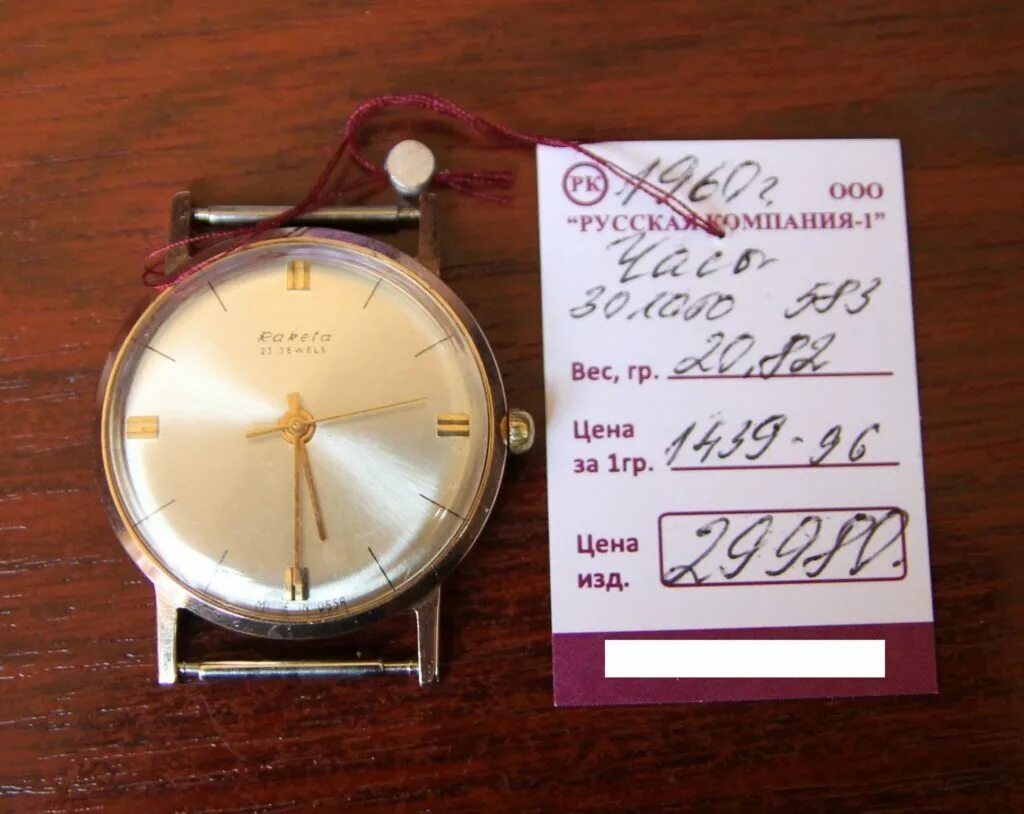 Raketa
23 JEWELS
MADE IN USSR
РК 1960г. ООО
"РУССКАЯ КОМПАНИЯ-1"
Часы
золото 583
Вес, гр. 20,82
Цена
за 1гр. 1439-96
Цена
изд. 29980.